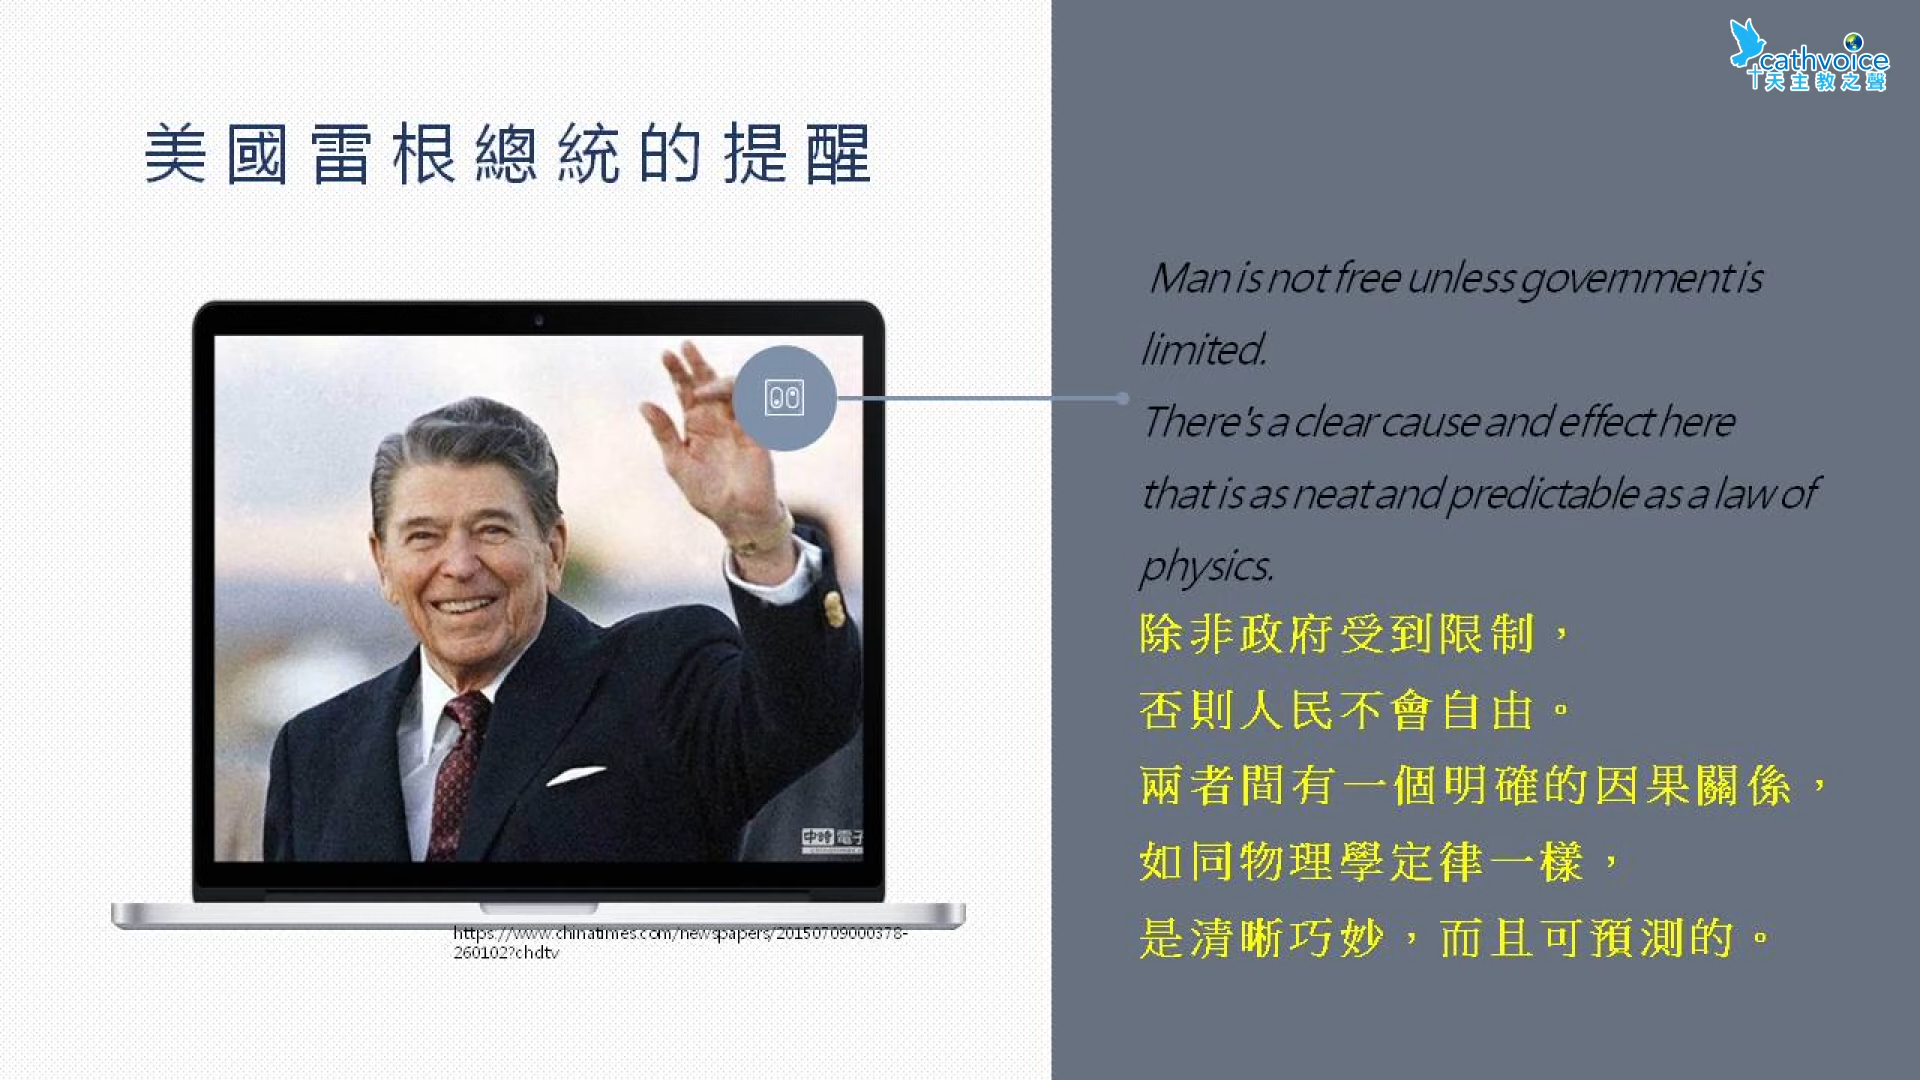 cathvoice
天主教之聲
美國雷根總統的提醒
Man is not free unless government is
limited.
There's a clear cause and effect here
that is as neat and predictable as a law of
physics.
除非政府受到限制，
否則人民不會自由。
兩者間有一個明確的因果關係，
如同物理學定律一樣，
是清晰巧妙，而且可預測的。
中時電子
https://www.chinatimes.com/newspapers/20150709000378-
260102?chdtv